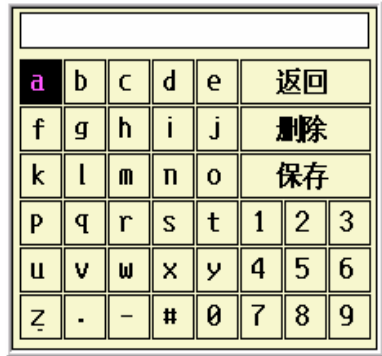 a b c d e 返回
f g h i j 删除
k l m n o 保存
p q r s t 1 2 3
u v w x y 4 5 6
z . - # 0 7 8 9